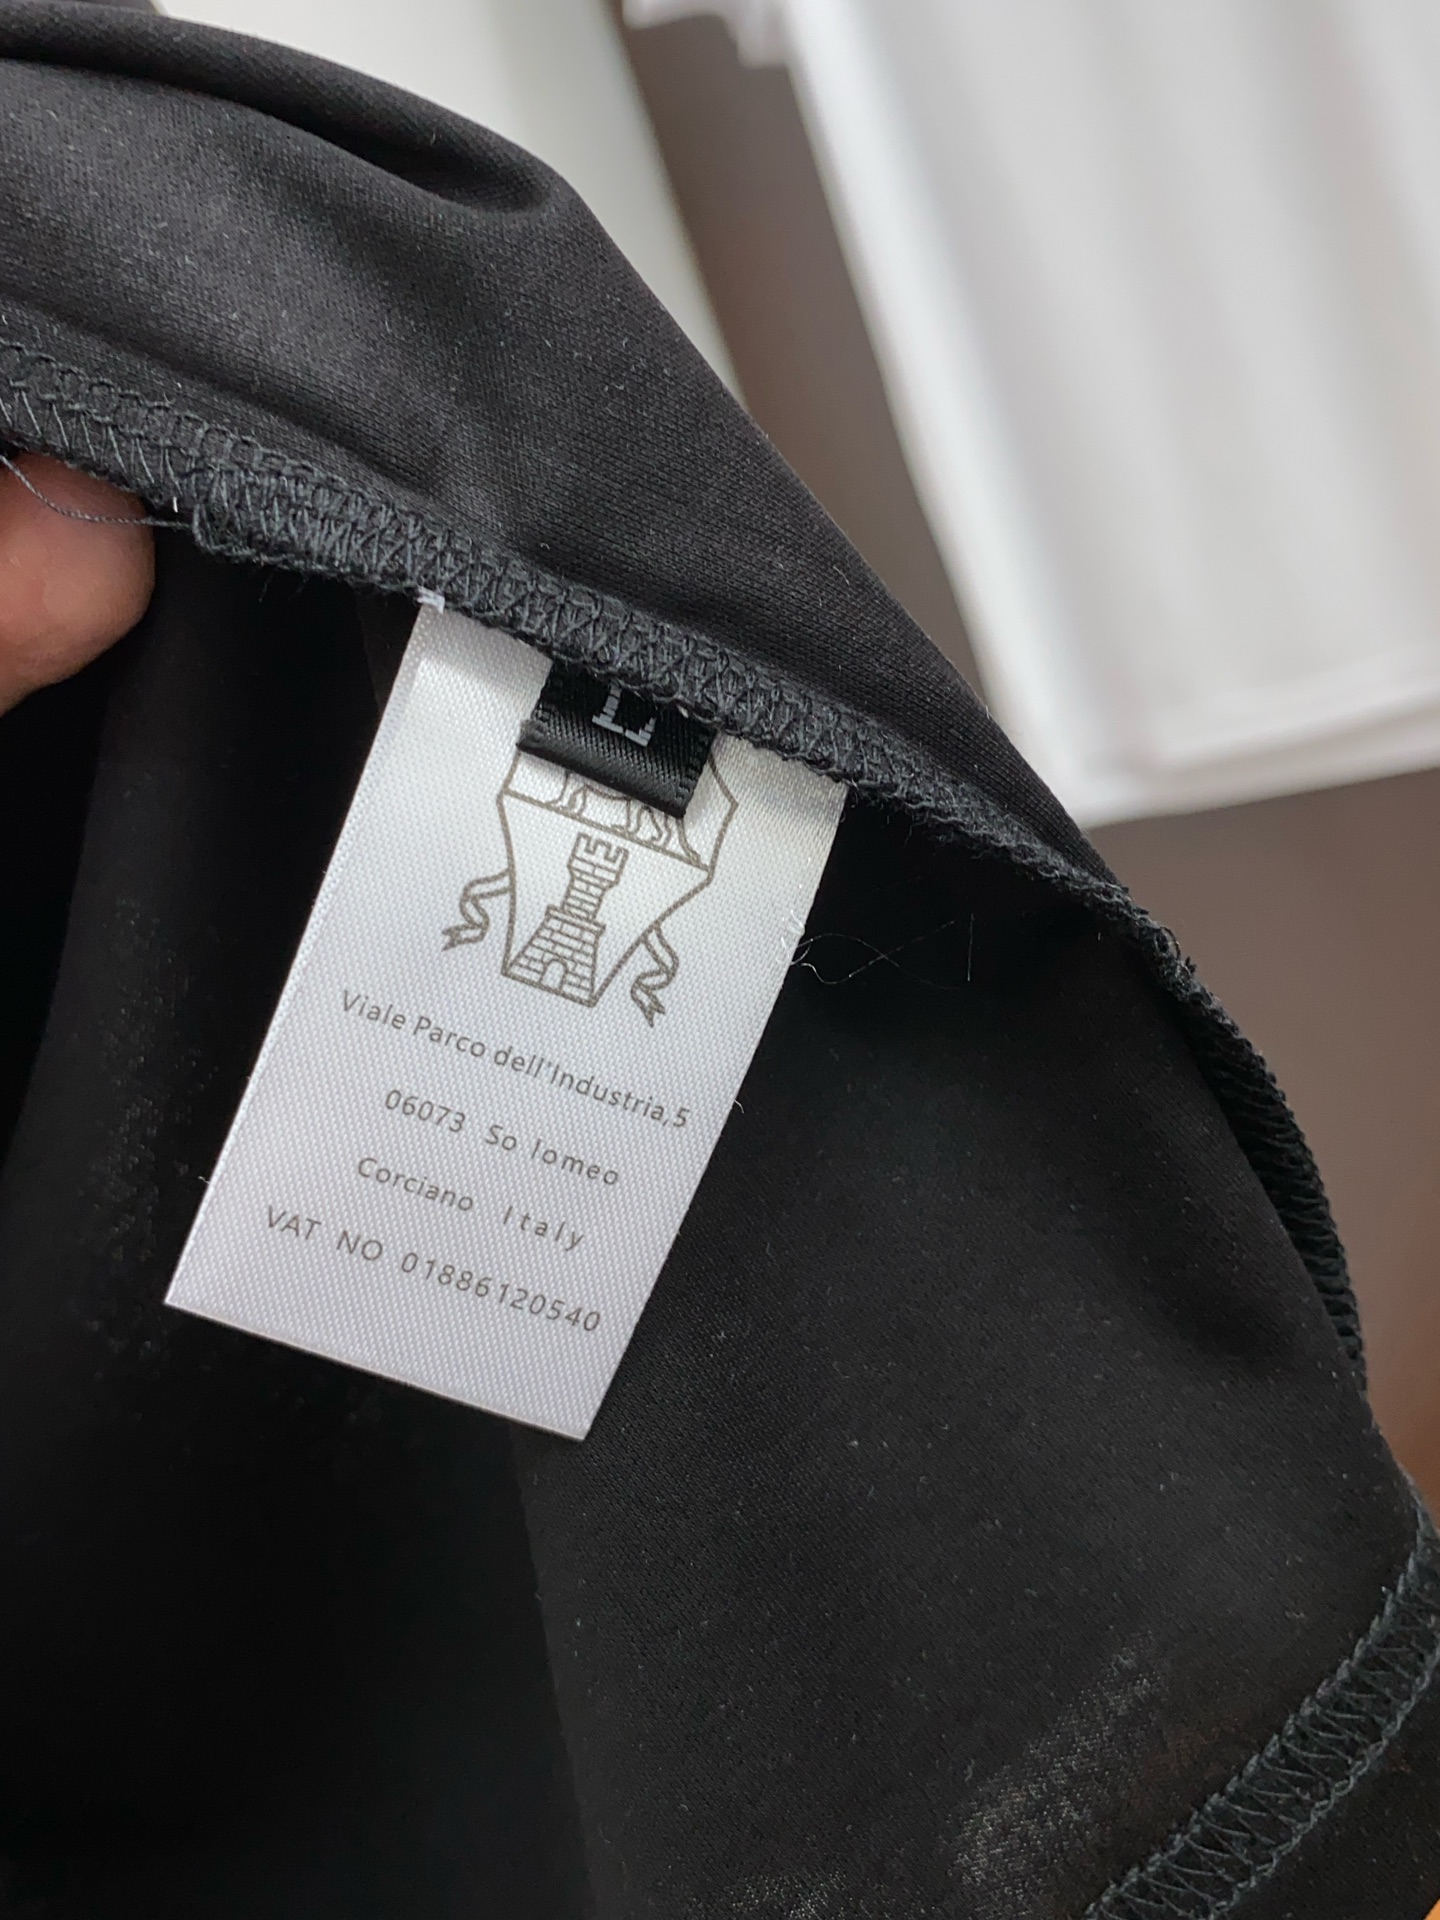 L
Viale Parco dell'Industria,5
06073 So lomeo
Corciano Italy
VAT NO 01886120540